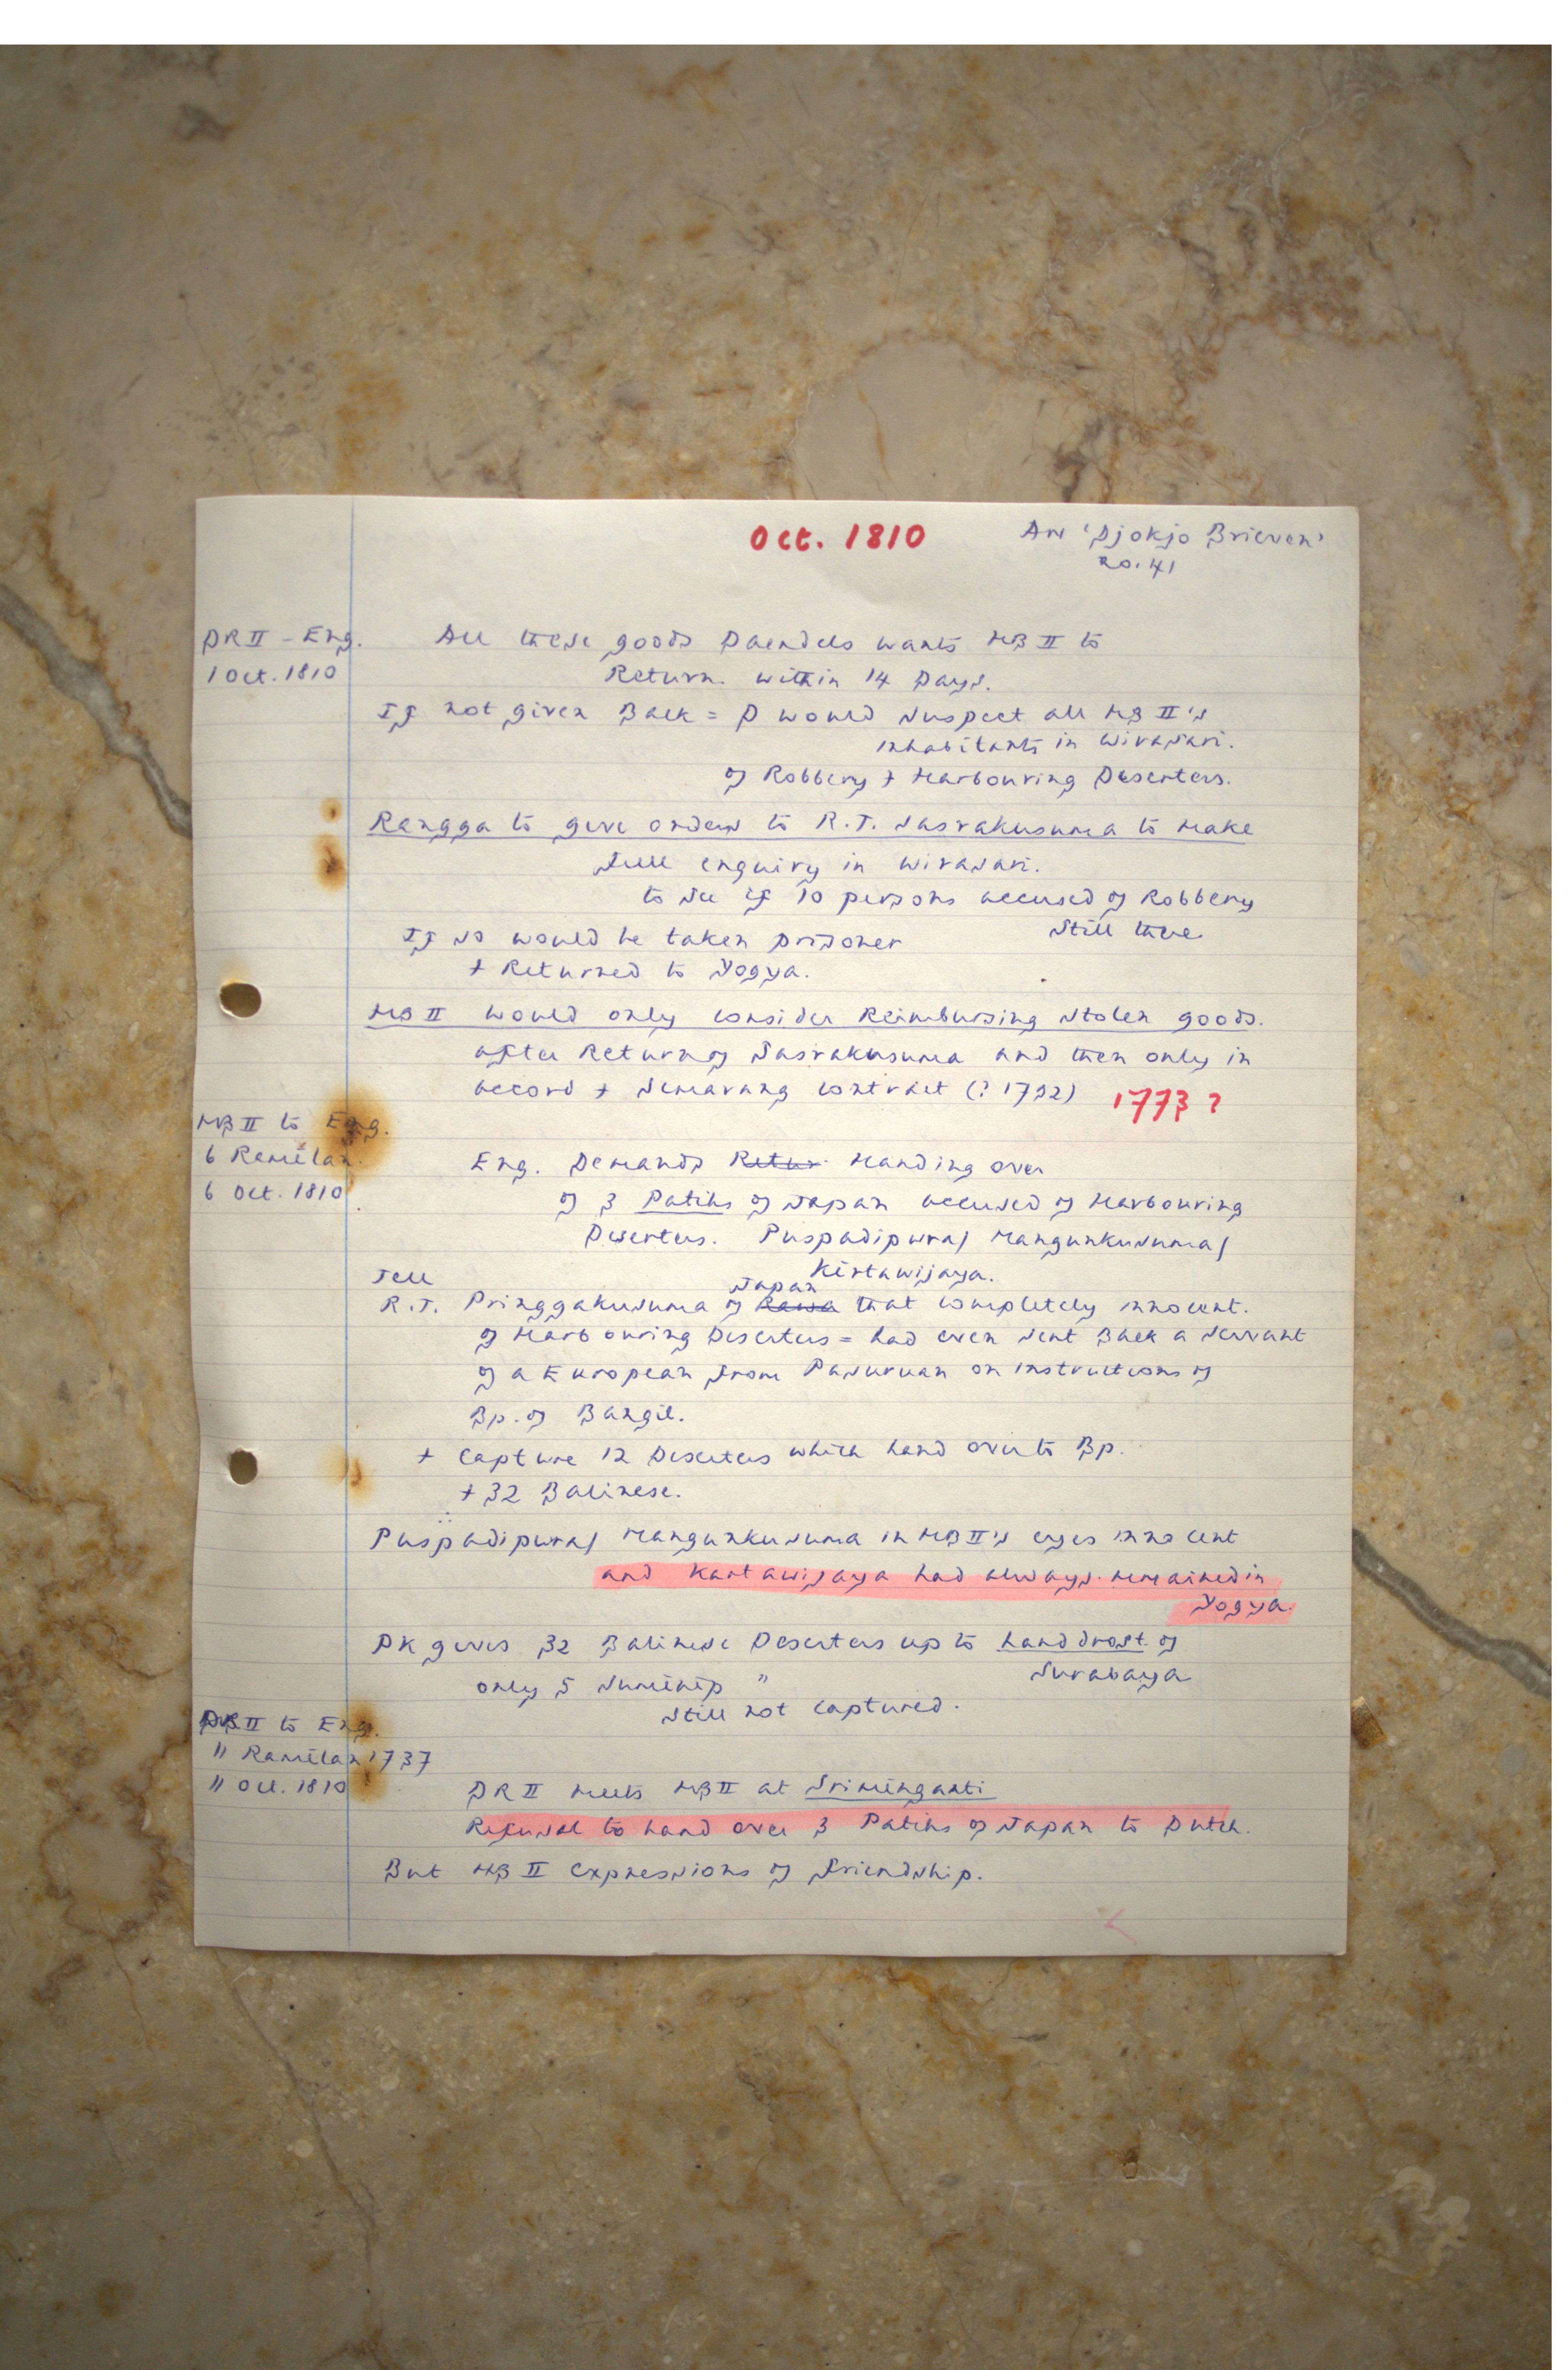 Oct. 1810
AN 'Djokjo Brieven'
no. 41
DR II - Eng.
1 Oct. 1810
All these goods Daendels wants HB II to
Return within 14 Days.
If not given Back = D would suspect all HB II's
inhabitants in Wirasari.
of Robbery + Harbouring Deserters.
Rangga to give orders to R.T. Sasrakusuma to make
full enquiry in Wirasari.
to see if 10 persons accused of Robbery
still there
If so would be taken prisoner
+ Returned to Yogya.
HB II would only consider Reimbursing stolen goods.
after Return of Sasrakusuma and then only in
accord + Semarang contract (? 1792) 1773 ?
HB II to Eng.
6 Ramelan
6 Oct. 1810
Eng. Demands Retur Handing over
of 3 Patihs of Japan accused of Harbouring
Deserters. Puspadipura/ Mangunkusuma/
Kertawijaya.
Tell
R.T. Pringgakusuma of Rawa Japan that completely innocent.
of Harbouring Deserters = had even sent Back a servant
of a European from Pasuruan on instructions of
Bp. of Bangil.
+ capture 12 Deserters which hand over to Bp.
+ 32 Balinese.
Puspadipura/ Mangunkusuma in HB II's eyes innocent
and Kartawijaya had always remained in
Yogya.
PK gives 32 Balinese Deserters up to landdrost of
Surabaya
only 5 Sumenep "
still not captured.
DR II to Eng.
11 Ramelan 1737
11 Oct. 1810
DR II meets HB II at Srimenganti
Refusal to hand over 3 Patihs of Japan to Dutch.
But HB II expressions of friendship.